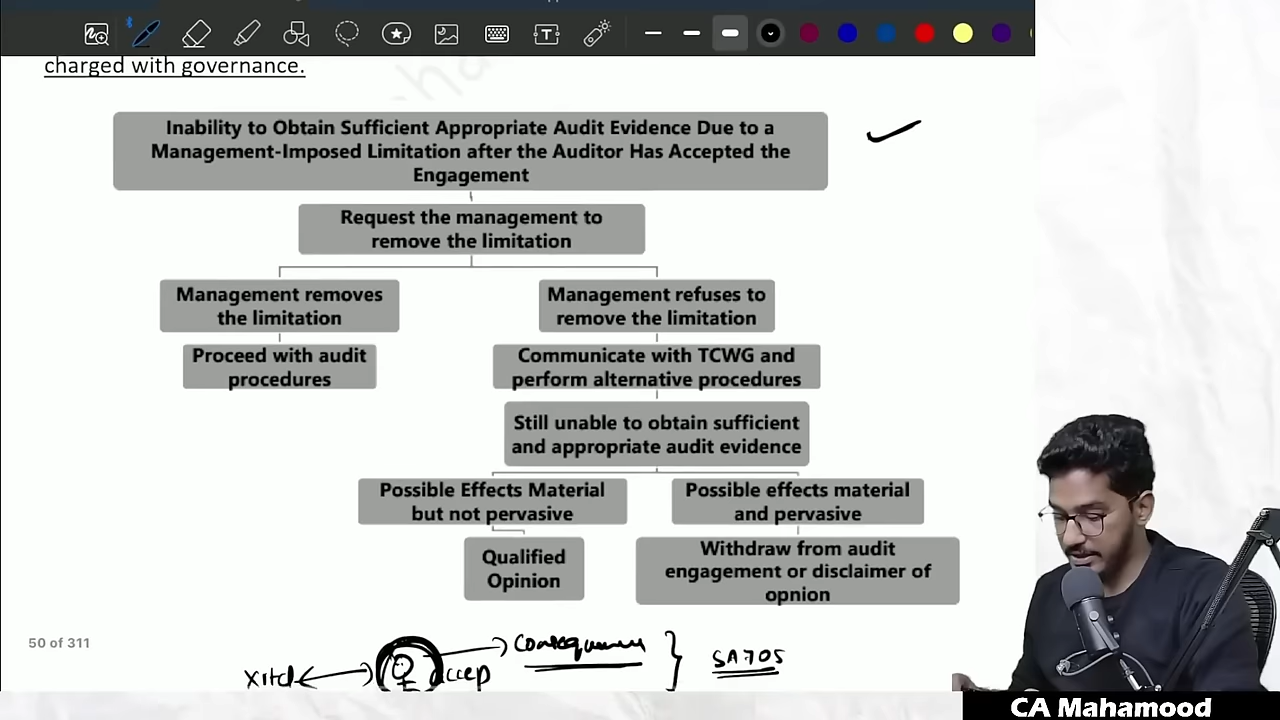 charged with governance.
Inability to Obtain Sufficient Appropriate Audit Evidence Due to a
Management-Imposed Limitation after the Auditor Has Accepted the
Engagement
Request the management to
remove the limitation
Management removes
the limitation
Management refuses to
remove the limitation
Proceed with audit
procedures
Communicate with TCWG and
perform alternative procedures
Still unable to obtain sufficient
and appropriate audit evidence
Possible Effects Material
but not pervasive
Possible effects material
and pervasive
Qualified
Opinion
Withdraw from audit
engagement or disclaimer of
opnion
50 of 311
SA705
accep
CA Mahamood